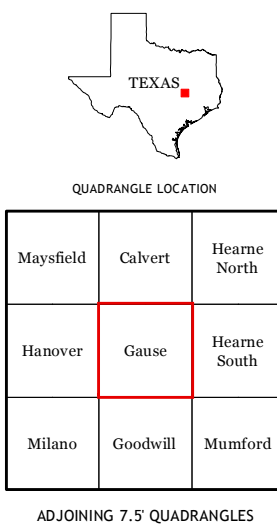 TEXAS
QUADRANGLE LOCATION
Maysfield
Calvert
Hearne
North
Hanover
Gause
Hearne
South
Milano
Goodwill
Mumford
ADJOINING 7.5' QUADRANGLES